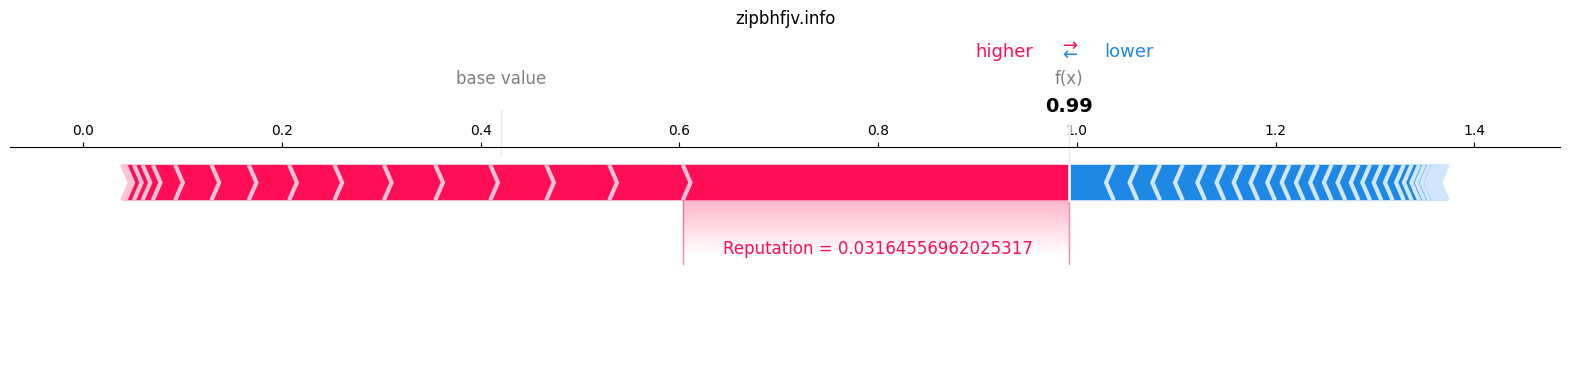 zipbhfjv.info
higher → ← lower
base value
f(x)
0.99
0.0 0.2 0.4 0.6 0.8 1.0 1.2 1.4
Reputation = 0.03164556962025317